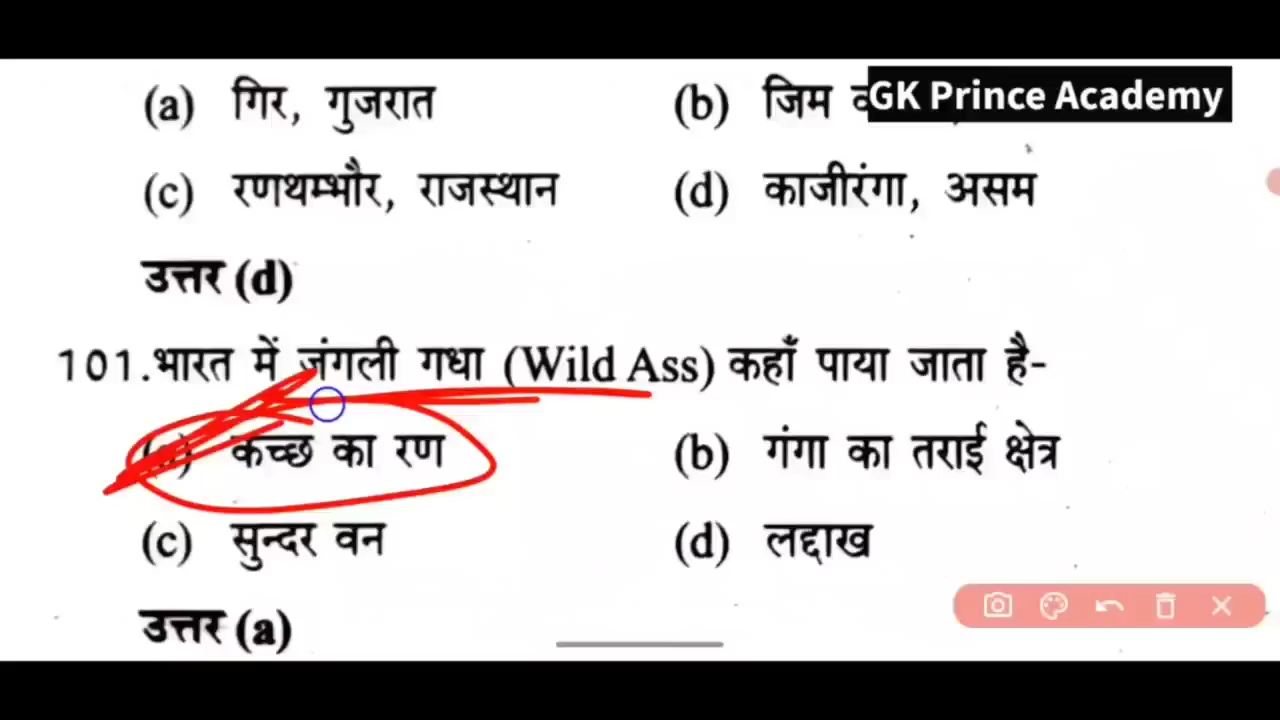 (a) गिर, गुजरात (b) जिम GK Prince Academy
(c) रणथम्भौर, राजस्थान (d) काजीरंगा, असम
उत्तर (d)
101.भारत में जंगली गधा (Wild Ass) कहाँ पाया जाता है-
(a) कच्छ का रण (b) गंगा का तराई क्षेत्र
(c) सुन्दर वन (d) लद्दाख
उत्तर (a)